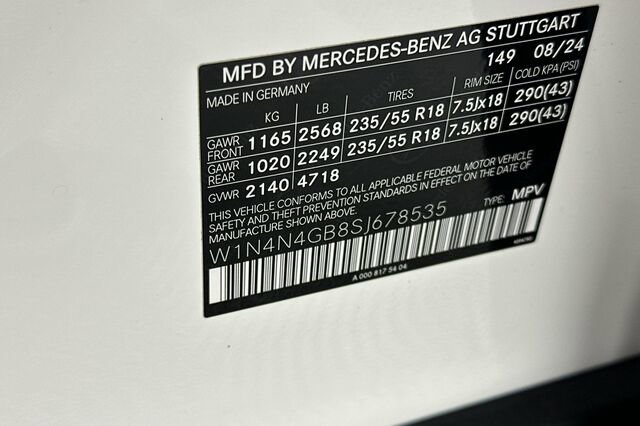 MFD BY MERCEDES-BENZ AG STUTTGART
MADE IN GERMANY 149 08/24
KG LB TIRES RIM SIZE COLD KPA(PSI)
GAWR FRONT 1165 2568 235/55 R18 7.5Jx18 290(43)
GAWR REAR 1020 2249 235/55 R18 7.5Jx18 290(43)
GVWR 2140 4718
THIS VEHICLE CONFORMS TO ALL APPLICABLE FEDERAL MOTOR VEHICLE
SAFETY AND THEFT PREVENTION STANDARDS IN EFFECT ON THE DATE OF
MANUFACTURE SHOWN ABOVE. TYPE: MPV
W1N4N4GB8SJ678535
A 000 817 54 04